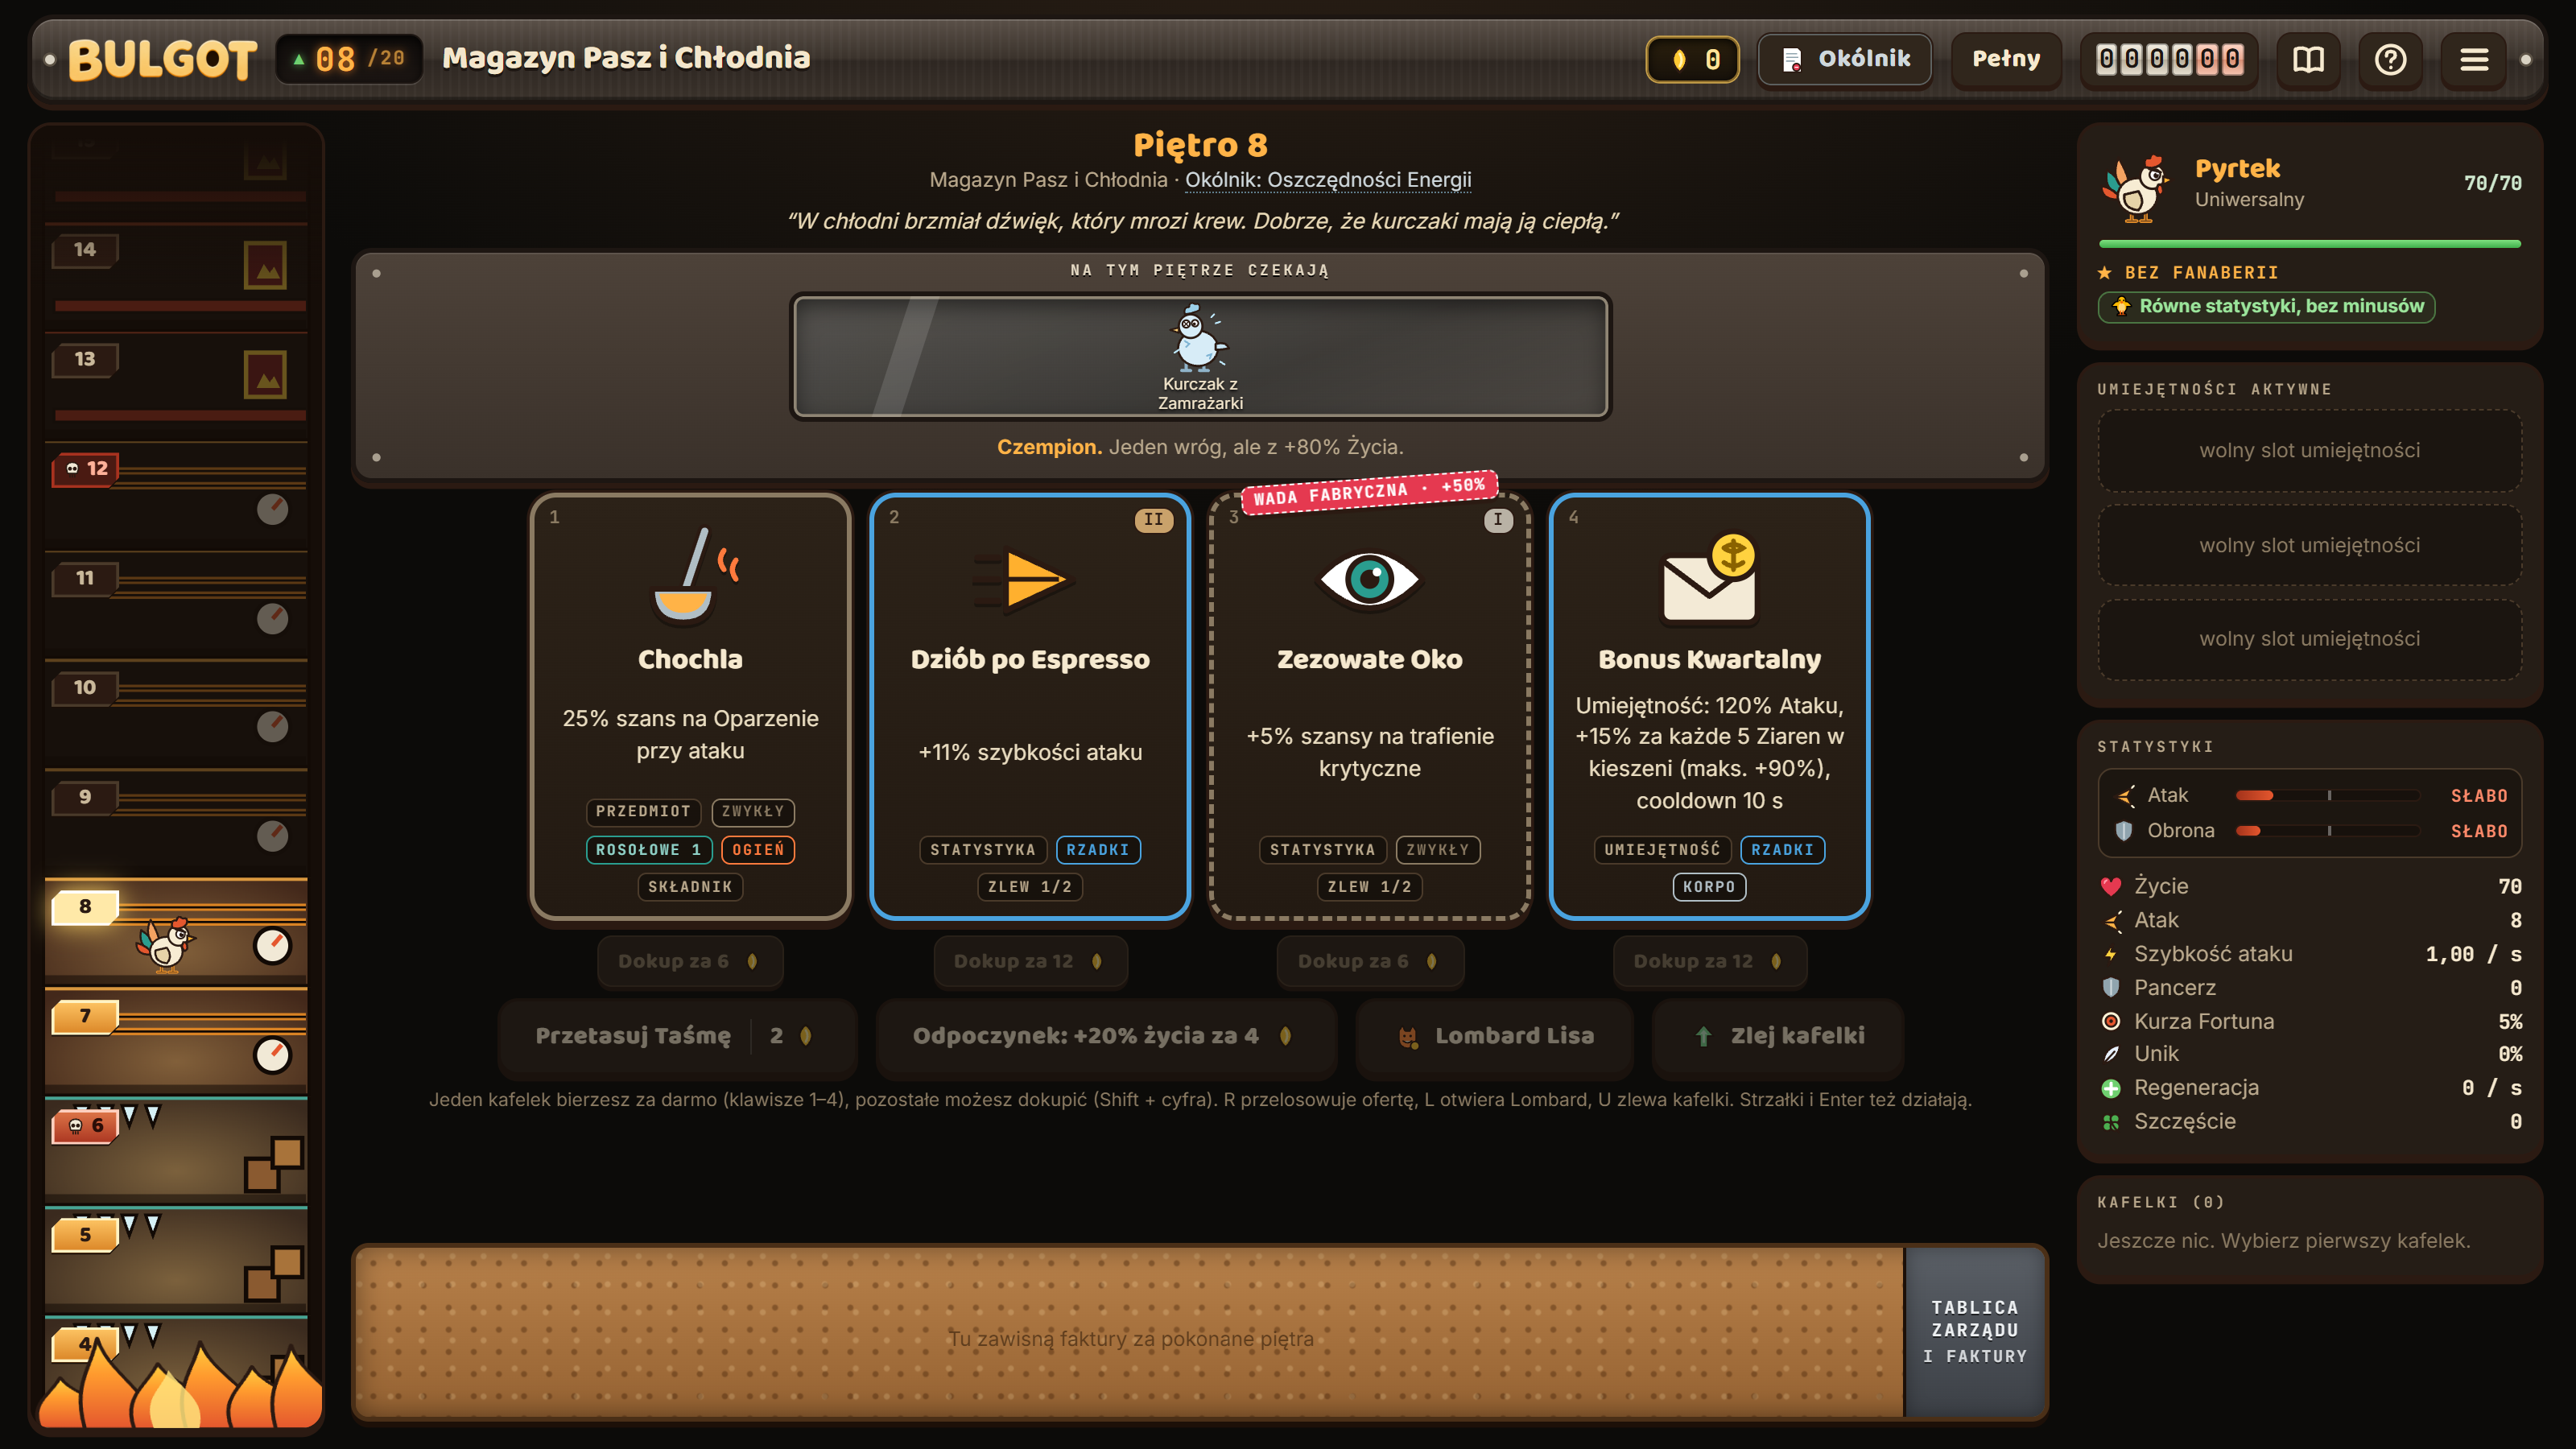 BULGOT
08 /20
Magazyn Pasz i Chłodnia
0
Okólnik
Pełny
000000
14
13
12
11
10
9
8
7
6
5
4
Piętro 8
Magazyn Pasz i Chłodnia · Okólnik: Oszczędności Energii
“W chłodni brzmiał dźwięk, który mrozi krew. Dobrze, że kurczaki mają ją ciepłą.”
NA TYM PIĘTRZE CZEKAJĄ
Kurczak z
Zamrażarki
Czempion. Jeden wróg, ale z +80% Życia.
1
Chochla
25% szans na Oparzenie
przy ataku
PRZEDMIOT ZWYKŁY
ROSOŁOWE 1 OGIEŃ
SKŁADNIK
Dokup za 6
2 II
Dziób po Espresso
+11% szybkości ataku
STATYSTYKA RZADKI
ZLEW 1/2
Dokup za 12
WADA FABRYCZNA · +50%
3 I
Zezowate Oko
+5% szansy na trafienie
krytyczne
STATYSTYKA ZWYKŁY
ZLEW 1/2
Dokup za 6
4
Bonus Kwartalny
Umiejętność: 120% Ataku,
+15% za każde 5 Ziaren w
kieszeni (maks. +90%),
cooldown 10 s
UMIEJĘTNOŚĆ RZADKI
KORPO
Dokup za 12
Przetasuj Taśmę 2
Odpoczynek: +20% życia za 4
Lombard Lisa
Zlej kafelki
Jeden kafelek bierzesz za darmo (klawisze 1–4), pozostałe możesz dokupić (Shift + cyfra). R przelosowuje ofertę, L otwiera Lombard, U zlewa kafelki. Strzałki i Enter też działają.
Tu zawisną faktury za pokonane piętra
TABLICA
ZARZĄDU
I FAKTURY
Pyrtek
Uniwersalny
70/70
★ BEZ FANABERII
Równe statystyki, bez minusów
UMIEJĘTNOŚCI AKTYWNE
wolny slot umiejętności
wolny slot umiejętności
wolny slot umiejętności
STATYSTYKI
Atak SŁABO
Obrona SŁABO
Życie 70
Atak 8
Szybkość ataku 1,00 / s
Pancerz 0
Kurza Fortuna 5%
Unik 0%
Regeneracja 0 / s
Szczęście 0
KAFELKI (0)
Jeszcze nic. Wybierz pierwszy kafelek.